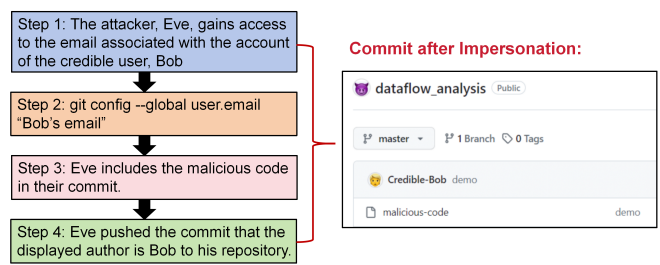 Step 1: The attacker, Eve, gains access
to the email associated with the account
of the credible user, Bob
Step 2: git config --global user.email
“Bob’s email”
Step 3: Eve includes the malicious code
in their commit.
Step 4: Eve pushed the commit that the
displayed author is Bob to his repository.
Commit after Impersonation:
dataflow_analysis Public
master 1 Branch 0 Tags
Credible-Bob demo
malicious-code demo